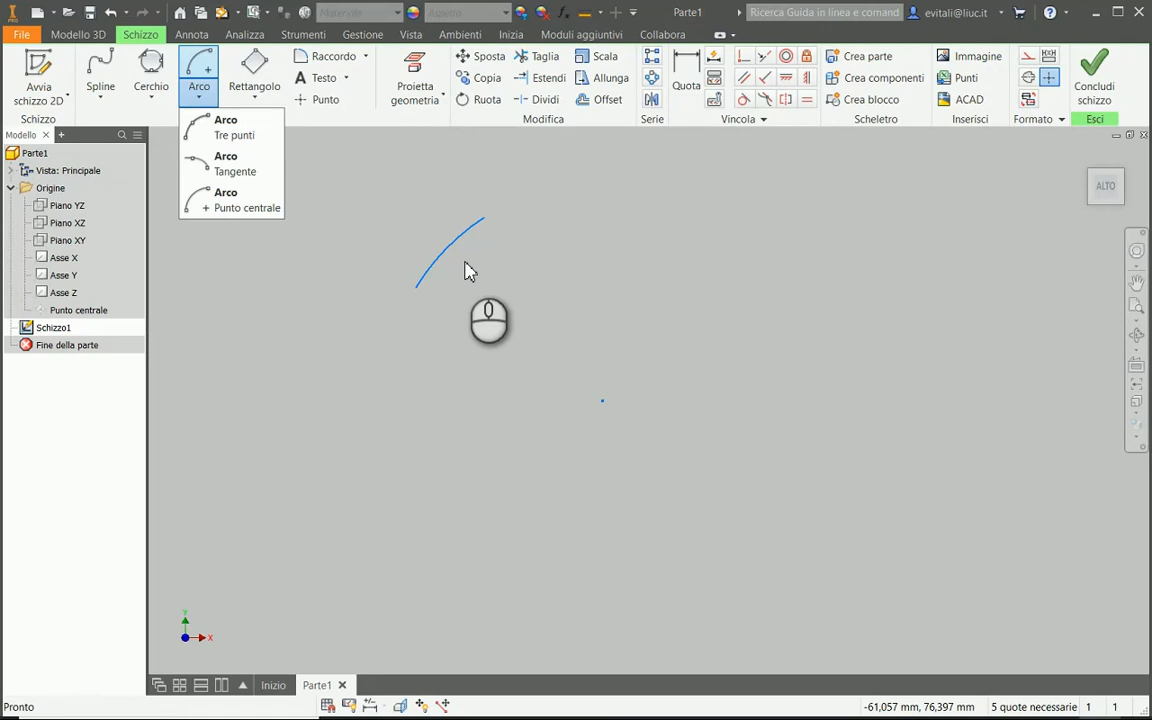 PRO
Materiale
Aspetto
Parte1
Ricerca Guida in linea e comand
evitali@liuc.it
File
Modello 3D
Schizzo
Annota
Analizza
Strumenti
Gestione
Vista
Ambienti
Inizia
Moduli aggiuntivi
Collabora
Avvia
schizzo 2D
Spline
Cerchio
Arco
Rettangolo
Raccordo
Testo
Punto
Proietta
geometria
Sposta
Copia
Ruota
Taglia
Estendi
Dividi
Scala
Allunga
Offset
Quota
Crea parte
Crea componenti
Crea blocco
Immagine
Punti
ACAD
Concludi
schizzo
Schizzo
Modifica
Serie
Vincola
Scheletro
Inserisci
Formato
Esci
Arco
Tre punti
Arco
Tangente
Arco
Punto centrale
Modello
Parte1
Vista: Principale
Origine
Piano YZ
Piano XZ
Piano XY
Asse X
Asse Y
Asse Z
Punto centrale
Schizzo1
Fine della parte
ALTO
Y
X
Inizio
Parte1
Pronto
-61,057 mm, 76,397 mm
5 quote necessarie
1
1